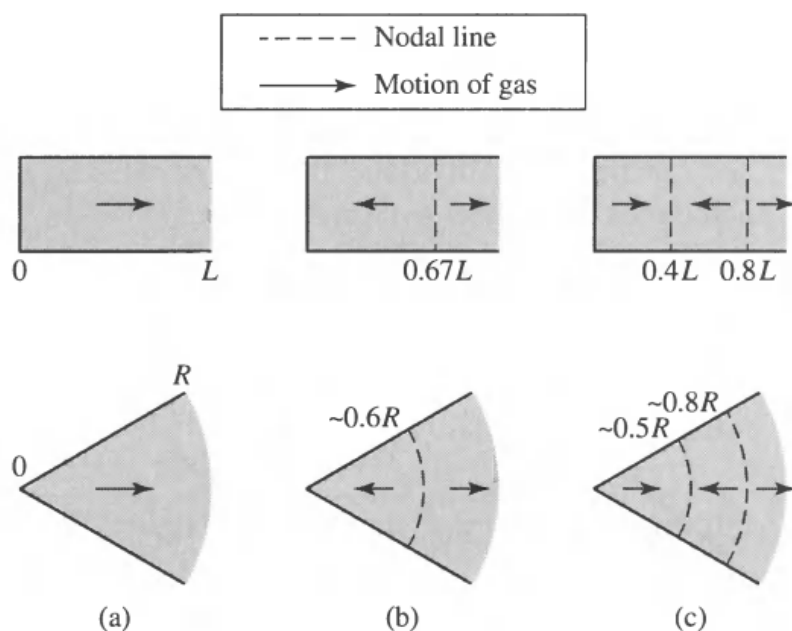 Nodal line
Motion of gas
0 L
0.67L
0.4L 0.8L
R
0
~0.6R
~0.8R
~0.5R
(a) (b) (c)